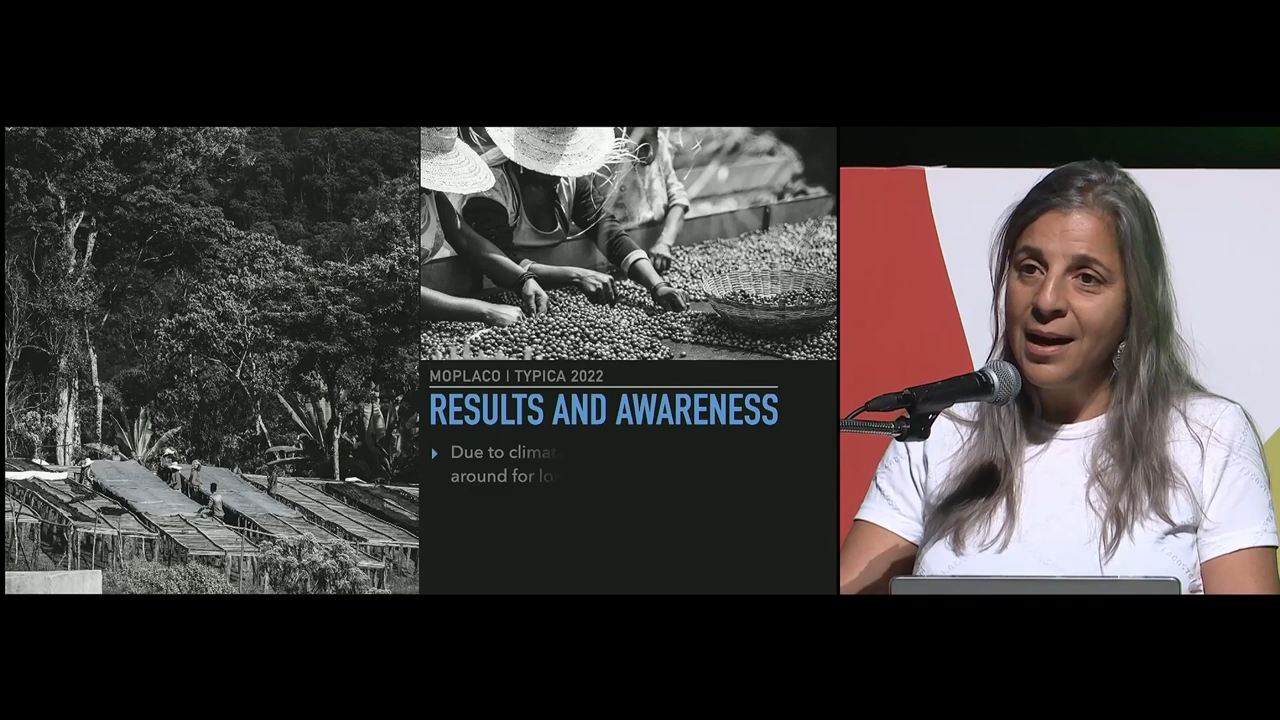 MOPLACO | TYPICA 2022
RESULTS AND AWARENESS
Due to climat
around for lo